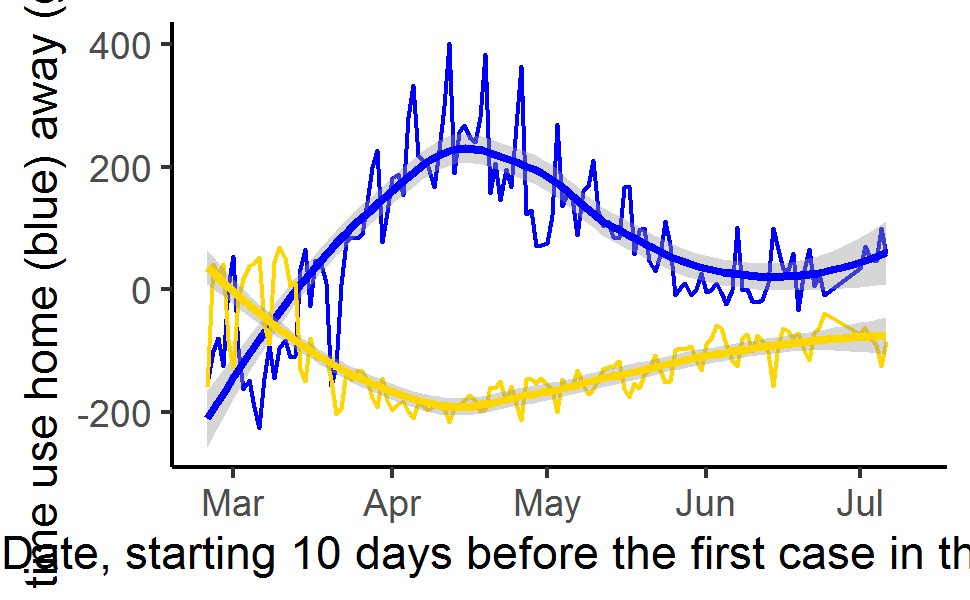 time use home (blue) away (
400
200
0
-200
Mar Apr May Jun Jul
Date, starting 10 days before the first case in th